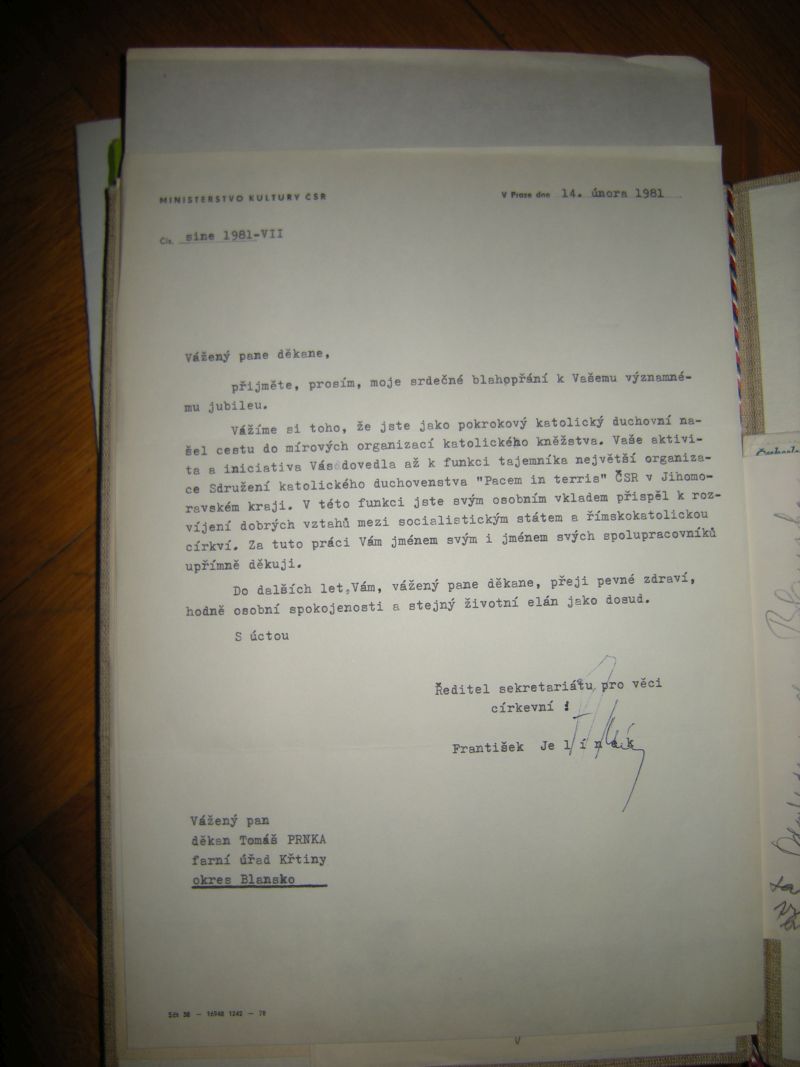 MINISTERSTVO KULTURY ČSR
V Praze dne 14. února 1981
Čís. sine 1981-VII
Vážený pane děkane,
přijměte, prosím, moje srdečné blahopřání k Vašemu významné-
mu jubileu.
Vážíme si toho, že jste jako pokrokový katolický duchovní na-
šel cestu do mírových organizací katolického kněžstva. Vaše aktivi-
ta a iniciativa Vás dovedla až k funkci tajemníka největší organiza-
ce Sdružení katolického duchovenstva "Pacem in terris" ČSR v Jihomo-
ravském kraji. V této funkci jste svým osobním vkladem přispěl k roz-
víjení dobrých vztahů mezi socialistickým státem a římskokatolickou
církví. Za tuto práci Vám jménem svým i jménem svých spolupracovníků
upřímně děkuji.
Do dalších let, Vám, vážený pane děkane, přeji pevné zdraví,
hodně osobní spokojenosti a stejný životní elán jako dosud.
S úctou
Ředitel sekretariátu pro věci
církevní :
František Je l í n e k
Vážený pan
děkan Tomáš PRNKA
farní úřad Křtiny
okres Blansko
Sčt 38 — 16948 1242 — 78